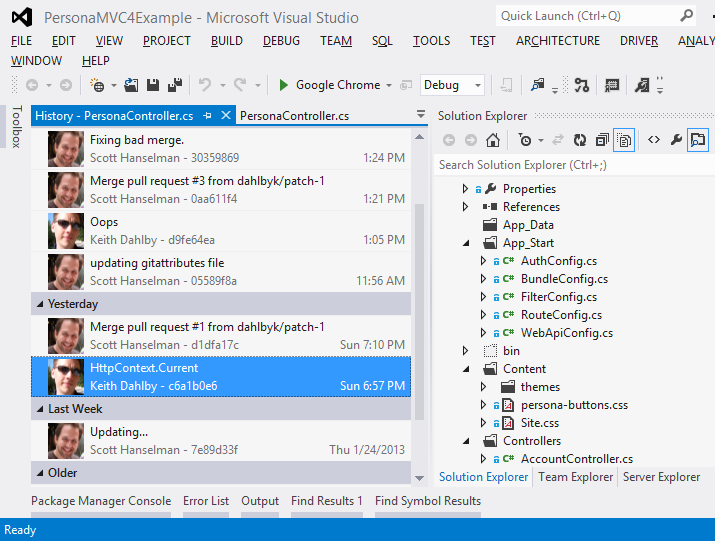 PersonaMVC4Example - Microsoft Visual Studio
Quick Launch (Ctrl+Q)
FILE EDIT VIEW PROJECT BUILD DEBUG TEAM SQL TOOLS TEST ARCHITECTURE DRIVER ANALY
WINDOW HELP
Google Chrome
Debug
Toolbox
History - PersonaController.cs
PersonaController.cs
Fixing bad merge.
Scott Hanselman - 30359869 1:24 PM
Merge pull request #3 from dahlbyk/patch-1
Scott Hanselman - 0aa611f4 1:21 PM
Oops
Keith Dahlby - d9fe64ea 1:05 PM
updating gitattributes file
Scott Hanselman - 05589f8a 11:56 AM
Yesterday
Merge pull request #1 from dahlbyk/patch-1
Scott Hanselman - d1dfa17c Sun 7:10 PM
HttpContext.Current
Keith Dahlby - c6a1b0e6 Sun 6:57 PM
Last Week
Updating...
Scott Hanselman - 7e89d33f Thu 1/24/2013
Older
Solution Explorer
Search Solution Explorer (Ctrl+;)
Properties
References
App_Data
App_Start
C# AuthConfig.cs
C# BundleConfig.cs
C# FilterConfig.cs
C# RouteConfig.cs
C# WebApiConfig.cs
bin
Content
themes
persona-buttons.css
Site.css
Controllers
C# AccountController.cs
Solution Explorer Team Explorer Server Explorer
Package Manager Console Error List Output Find Results 1 Find Symbol Results
Ready